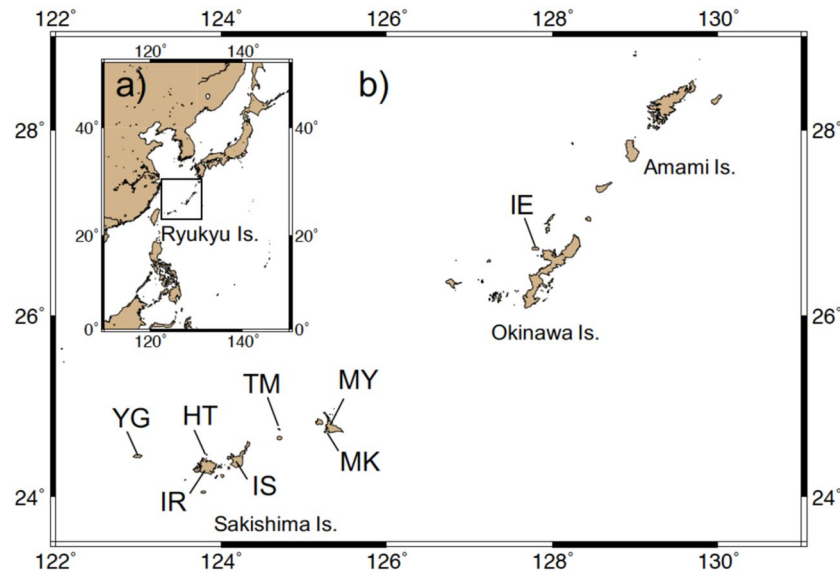 122° 124° 126° 128° 130°
a) b)
120° 140°
40° 40°
20° 20°
0° 0°
120° 140°
Ryukyu Is.
28° 28°
Amami Is.
IE
26° 26°
Okinawa Is.
TM MY
YG HT
MK
IR IS
24° 24°
Sakishima Is.
122° 124° 126° 128° 130°